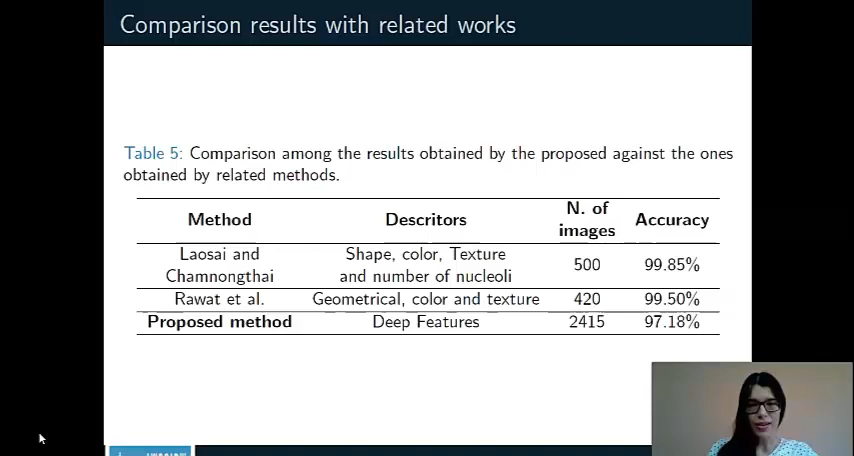 Comparison results with related works
Table 5: Comparison among the results obtained by the proposed against the ones
obtained by related methods.
Method Descritors N. of images Accuracy
Laosai and Chamnongthai Shape, color, Texture and number of nucleoli 500 99.85%
Rawat et al. Geometrical, color and texture 420 99.50%
Proposed method Deep Features 2415 97.18%